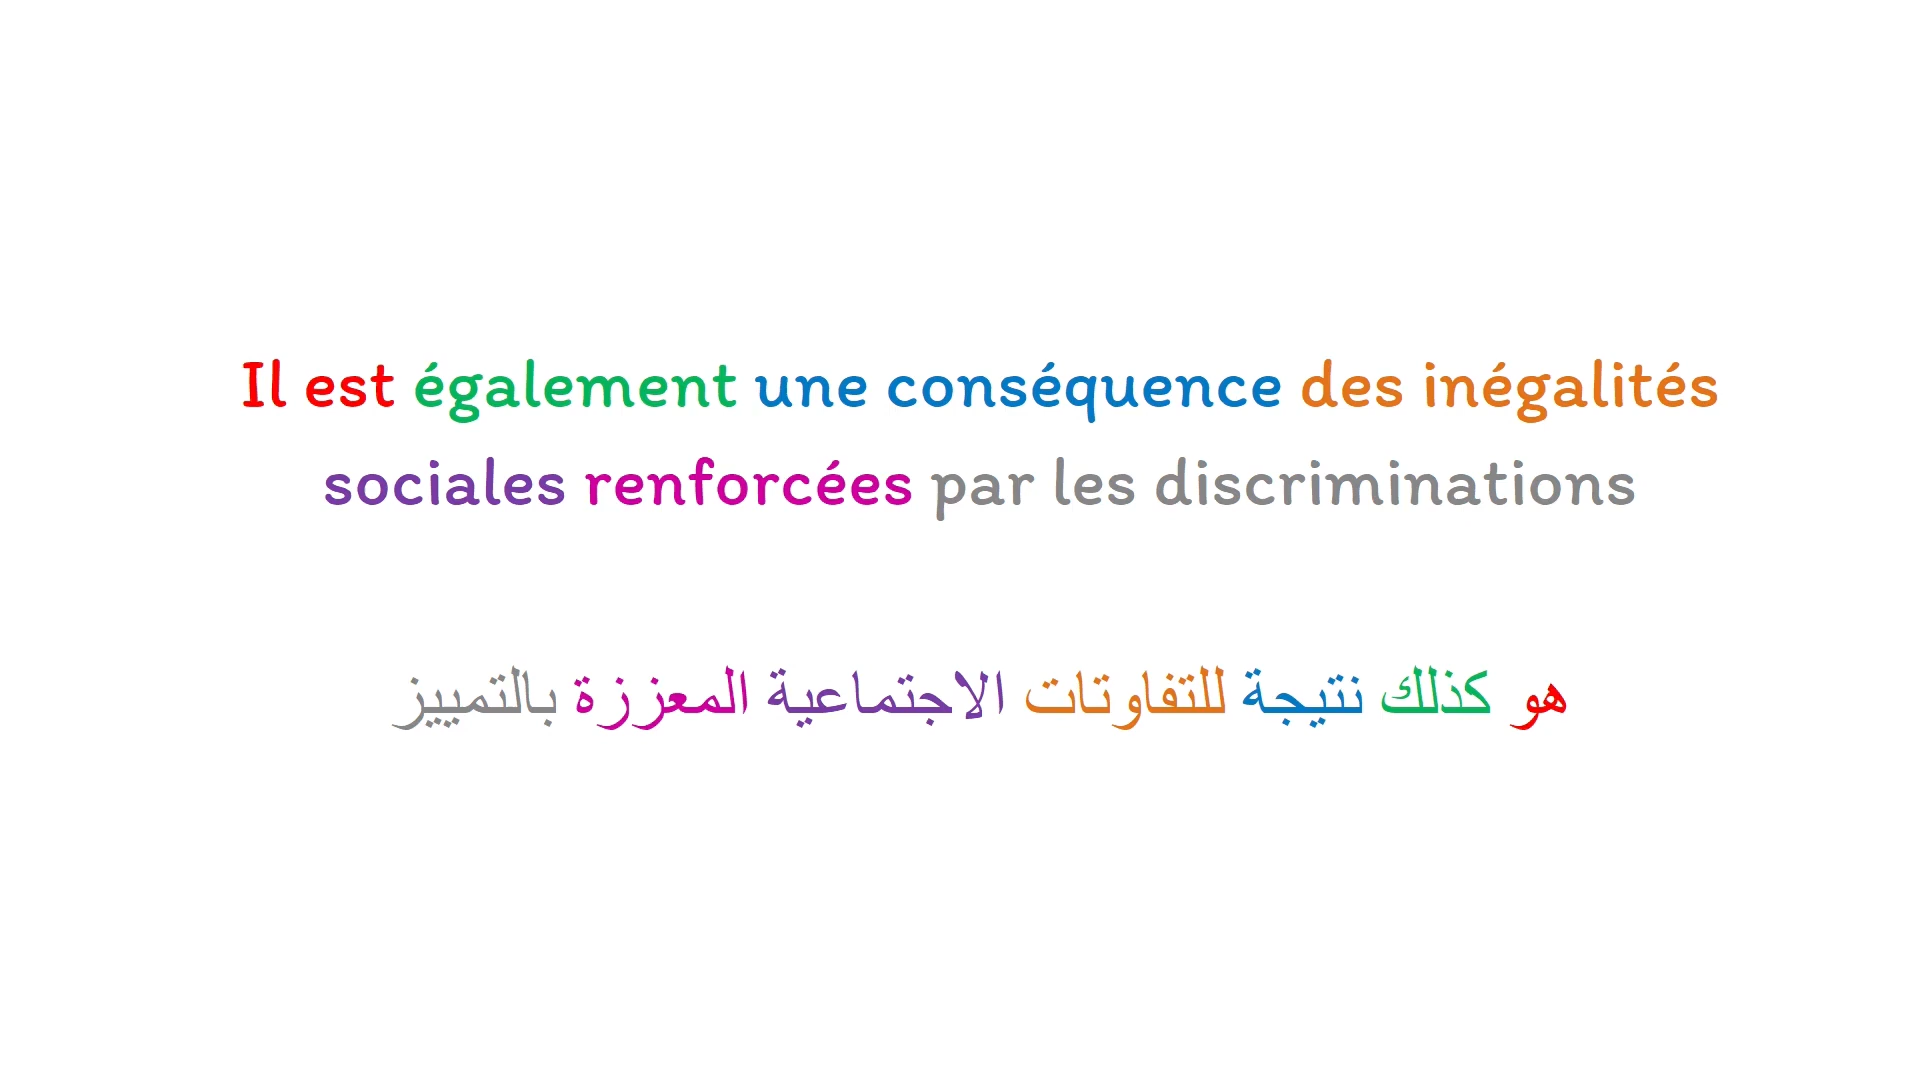 Il est également une conséquence des inégalités
sociales renforcées par les discriminations
هو كذلك نتيجة للتفاوتات الاجتماعية المعززة بالتمييز